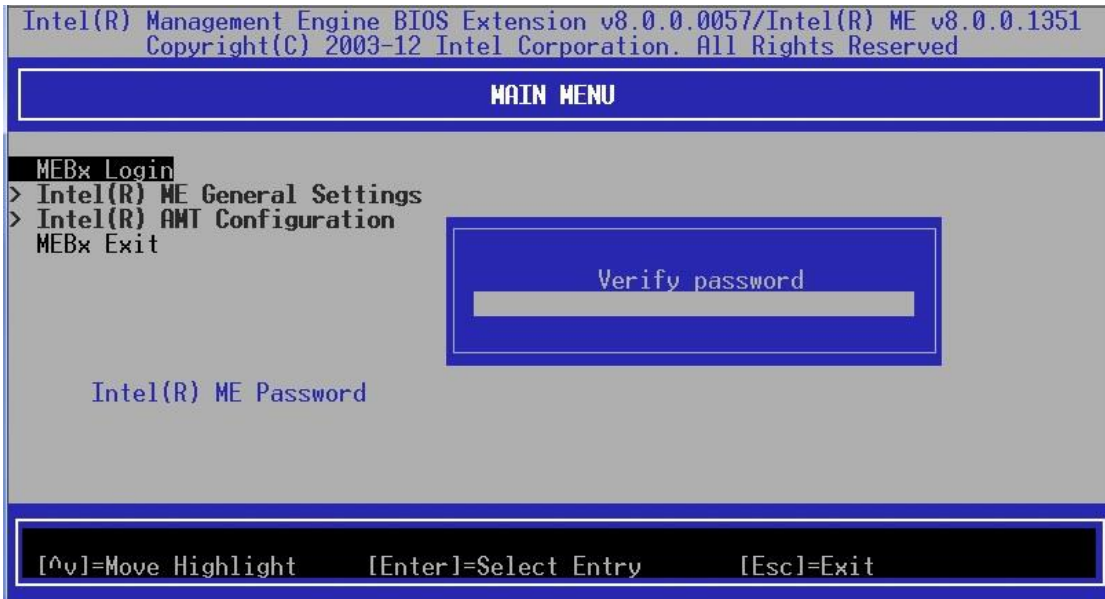 Intel(R) Management Engine BIOS Extension v8.0.0.0057/Intel(R) ME v8.0.0.1351
Copyright(C) 2003-12 Intel Corporation. All Rights Reserved
MAIN MENU
MEBx Login
> Intel(R) ME General Settings
> Intel(R) AMT Configuration
MEBx Exit
Verify password
Intel(R) ME Password
[^v]=Move Highlight [Enter]=Select Entry [Esc]=Exit